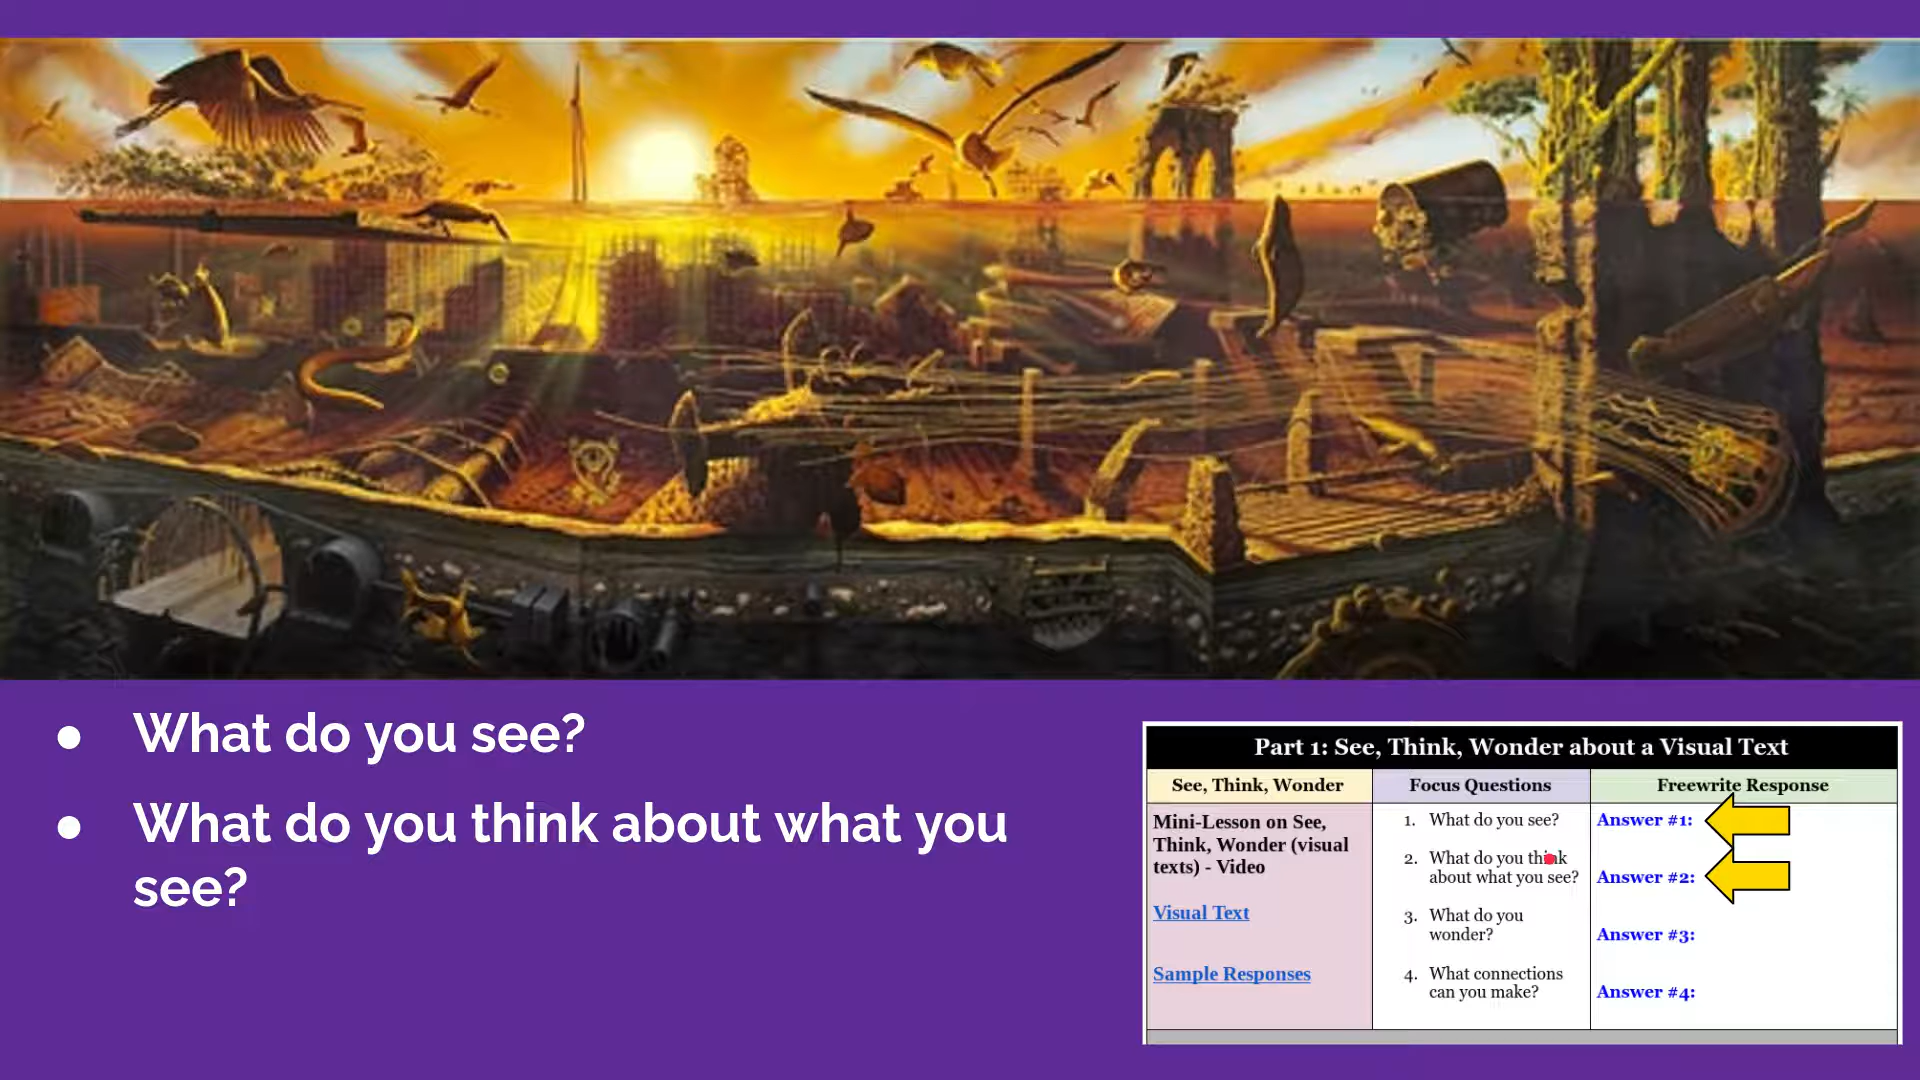 ● What do you see?
● What do you think about what you
see?
Part 1: See, Think, Wonder about a Visual Text
See, Think, Wonder
Focus Questions
Freewrite Response
Mini-Lesson on See,
Think, Wonder (visual
texts) - Video
Visual Text
Sample Responses
1. What do you see?
2. What do you think
about what you see?
3. What do you
wonder?
4. What connections
can you make?
Answer #1:
Answer #2:
Answer #3:
Answer #4: